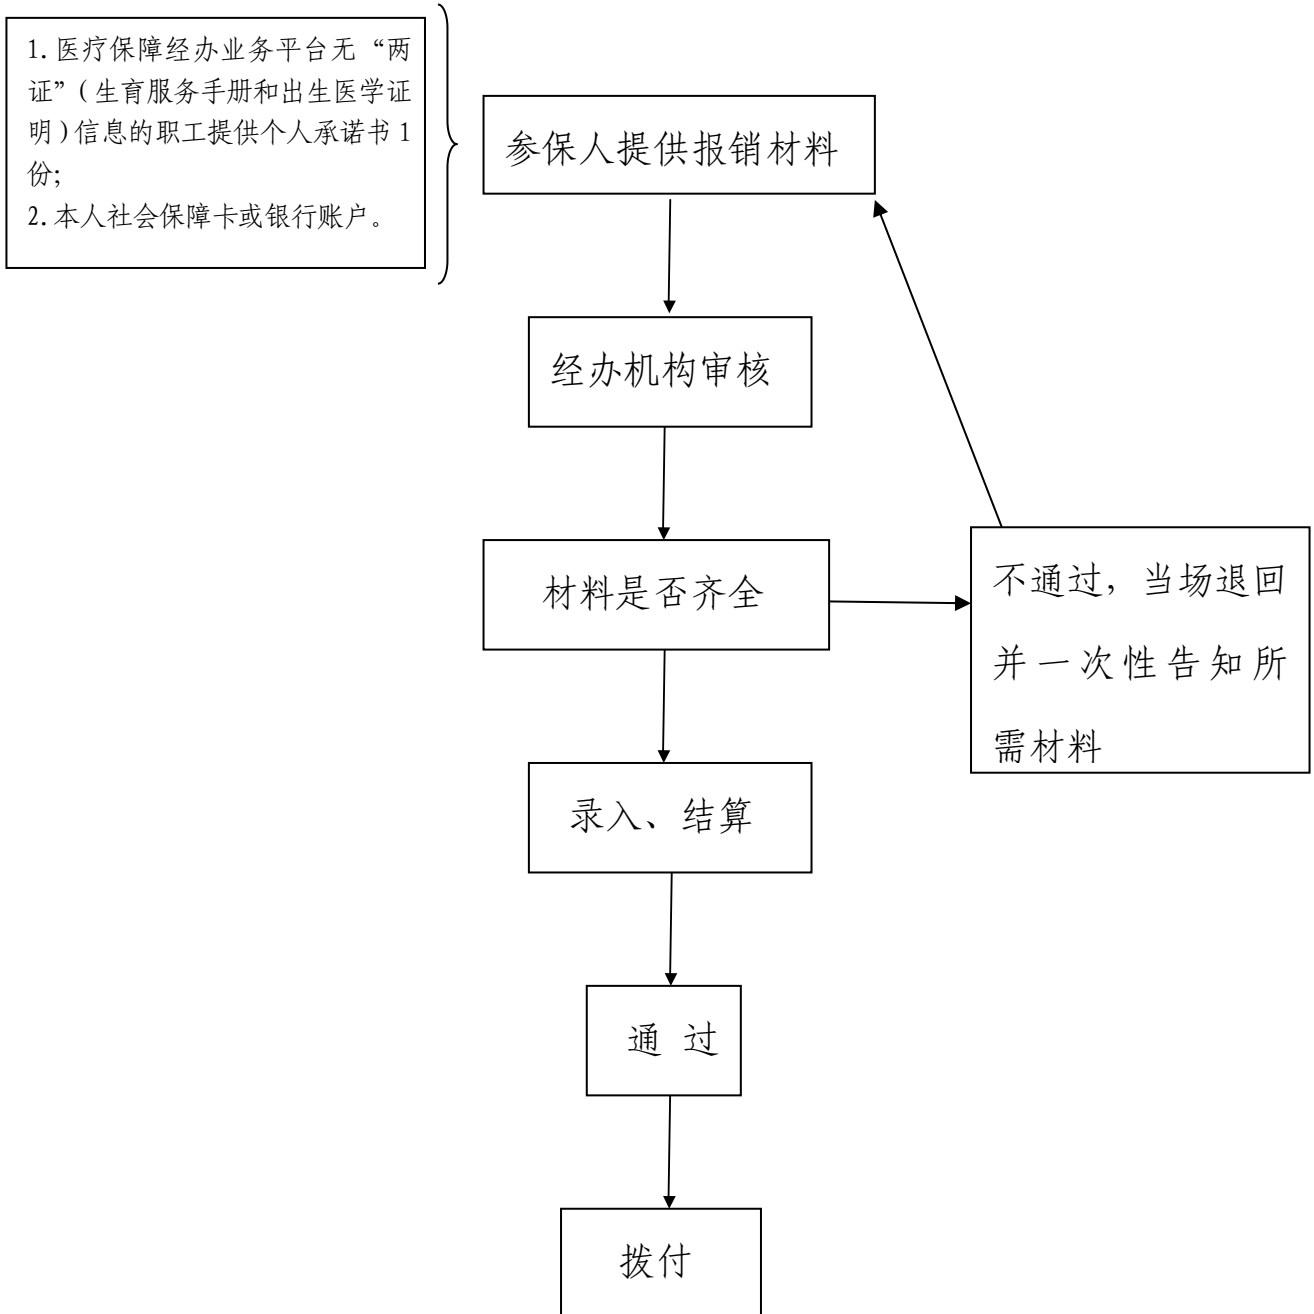 1.医疗保障经办业务平台无“两
证”(生育服务手册和出生医学证
明)信息的职工提供个人承诺书1
份;
2.本人社会保障卡或银行账户。
参保人提供报销材料
经办机构审核
材料是否齐全
不通过，当场退回
并一次性告知所
需材料
录入、结算
通 过
拨付